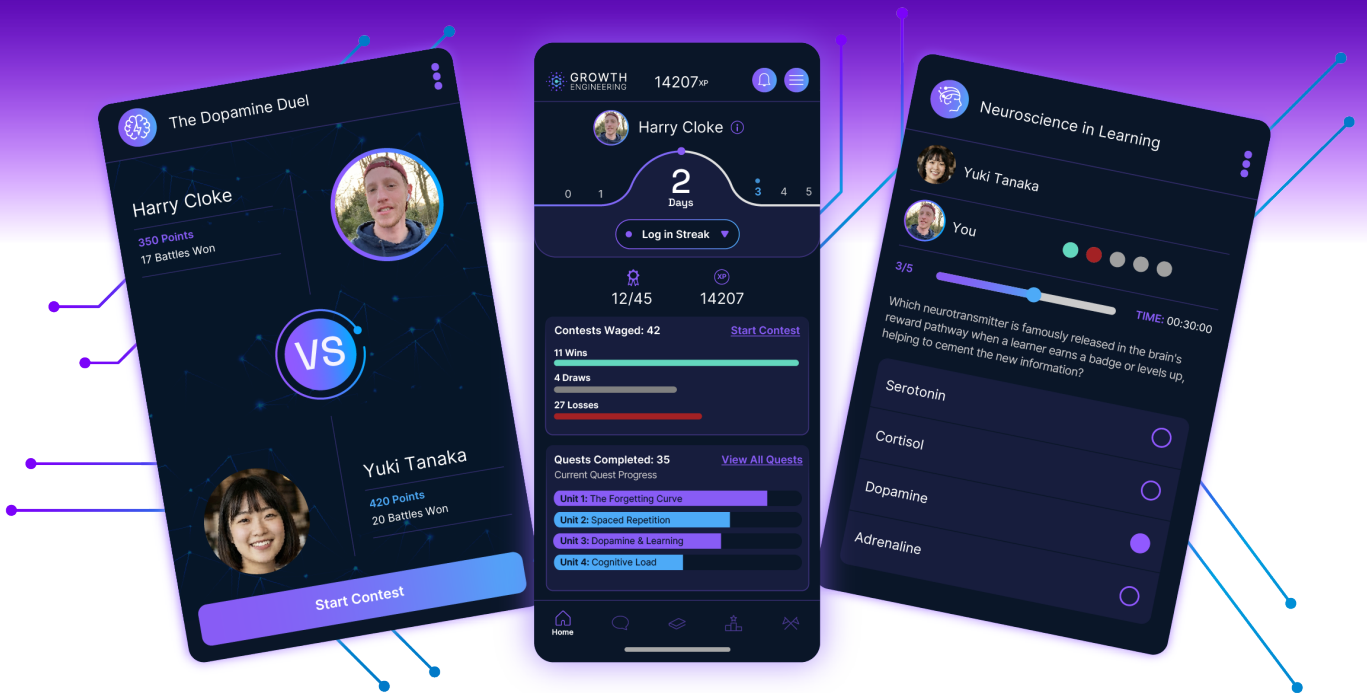 The Dopamine Duel
Harry Cloke
350 Points
17 Battles Won
VS
Yuki Tanaka
420 Points
20 Battles Won
Start Contest
GROWTH
ENGINEERING
14207XP
Harry Cloke
0 1 2 3 4 5
Days
Log in Streak
XP
12/45 14207
Contests Waged: 42 Start Contest
11 Wins
4 Draws
27 Losses
Quests Completed: 35 View All Quests
Current Quest Progress
Unit 1: The Forgetting Curve
Unit 2: Spaced Repetition
Unit 3: Dopamine & Learning
Unit 4: Cognitive Load
Home
Neuroscience in Learning
Yuki Tanaka
You
3/5
TIME: 00:30:00
Which neurotransmitter is famously released in the brain's
reward pathway when a learner earns a badge or levels up,
helping to cement the new information?
Serotonin
Cortisol
Dopamine
Adrenaline